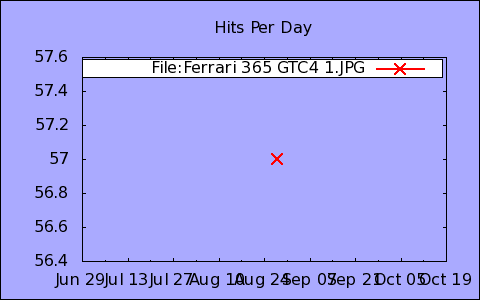 Hits Per Day
57.6
File:Ferrari 365 GTC4 1.JPG
57.4
57.2
57
56.8
56.6
56.4
Jun 29 Jul 13 Jul 27 Aug 10 Aug 24 Sep 07 Sep 21 Oct 05 Oct 19